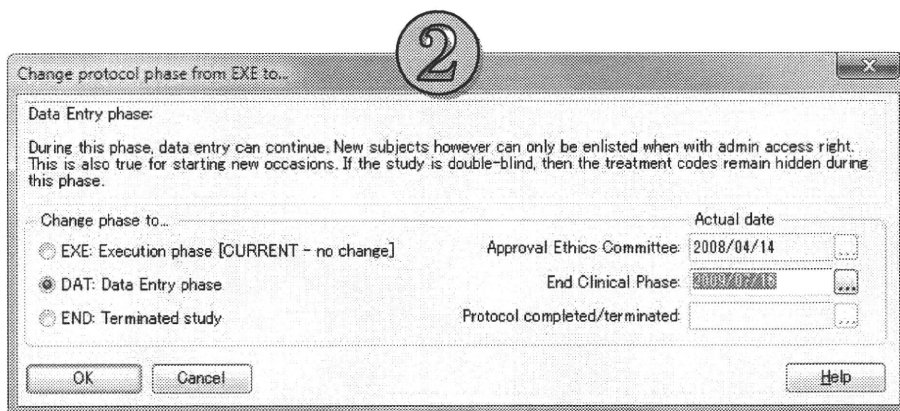 2
Change protocol phase from EXE to...
Data Entry phase:
During this phase, data entry can continue. New subjects however can only be enlisted when with admin access right.
This is also true for starting new occasions. If the study is double-blind, then the treatment codes remain hidden during
this phase.
Change phase to...
Actual date
EXE: Execution phase [CURRENT - no change]
Approval Ethics Committee: 2008/04/14 ...
DAT: Data Entry phase
End Clinical Phase: ...
END: Terminated study
Protocol completed/terminated: ...
OK
Cancel
Help